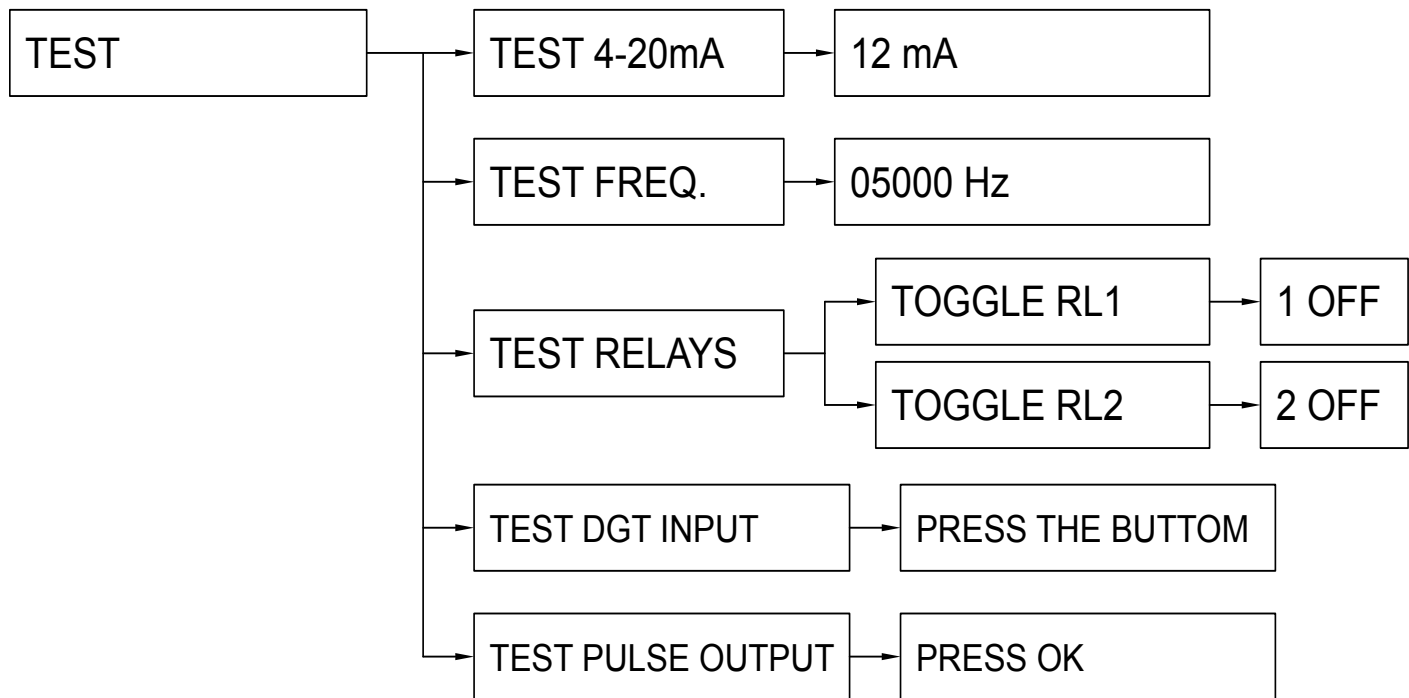 TEST
TEST 4-20mA
12 mA
TEST FREQ.
05000 Hz
TEST RELAYS
TOGGLE RL1
1 OFF
TOGGLE RL2
2 OFF
TEST DGT INPUT
PRESS THE BUTTOM
TEST PULSE OUTPUT
PRESS OK